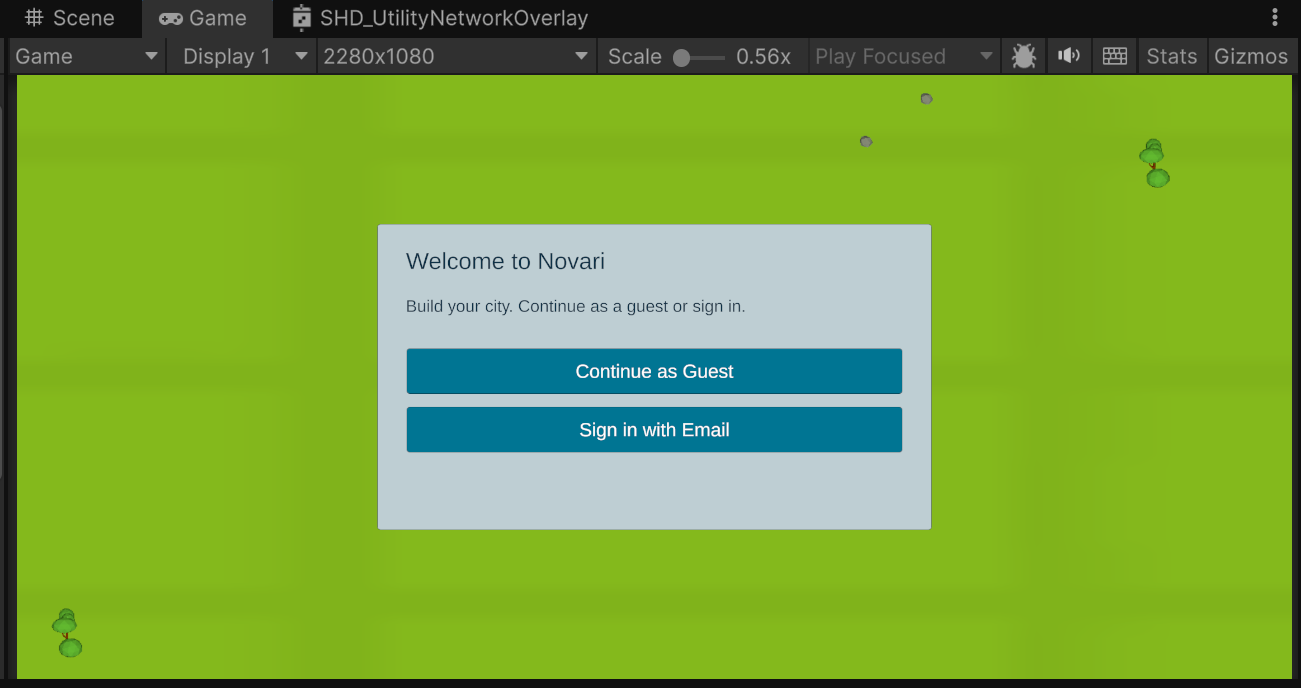 Scene Game SHD_UtilityNetworkOverlay
Game Display 1 2280x1080 Scale 0.56x Play Focused Stats Gizmos
Welcome to Novari
Build your city. Continue as a guest or sign in.
Continue as Guest
Sign in with Email